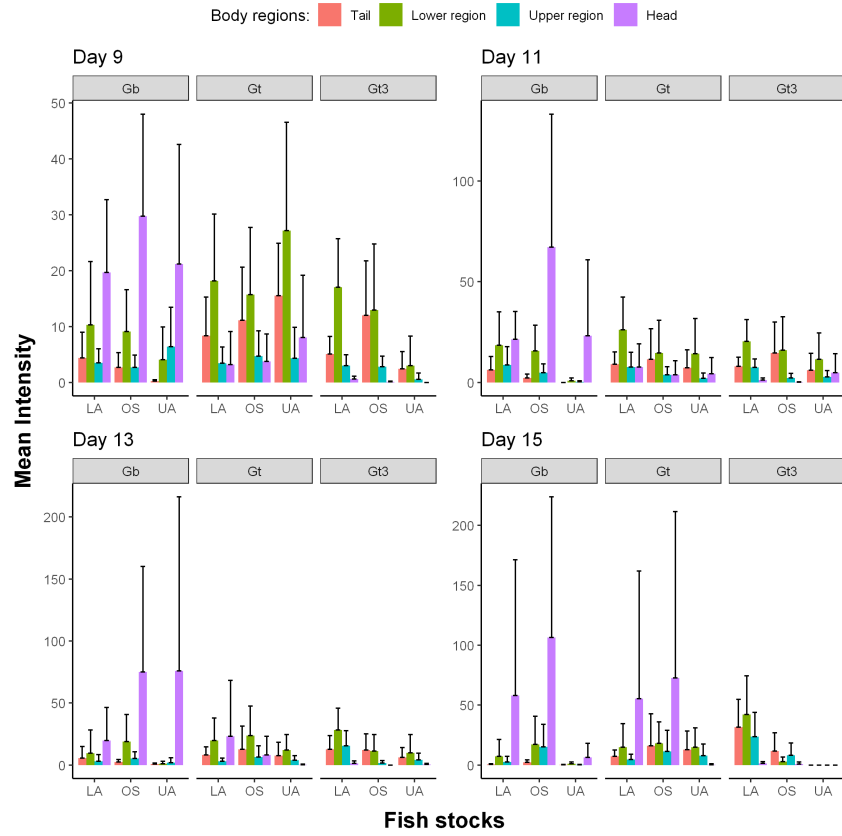 Body regions: Tail Lower region Upper region Head
Day 9
Day 11
Gb Gt Gt3
Gb Gt Gt3
50
40
30
20
10
0
100
50
0
LA OS UA LA OS UA LA OS UA
LA OS UA LA OS UA LA OS UA
Mean Intensity
Day 13
Day 15
Gb Gt Gt3
Gb Gt Gt3
200
150
100
50
0
200
150
100
50
0
LA OS UA LA OS UA LA OS UA
LA OS UA LA OS UA LA OS UA
Fish stocks